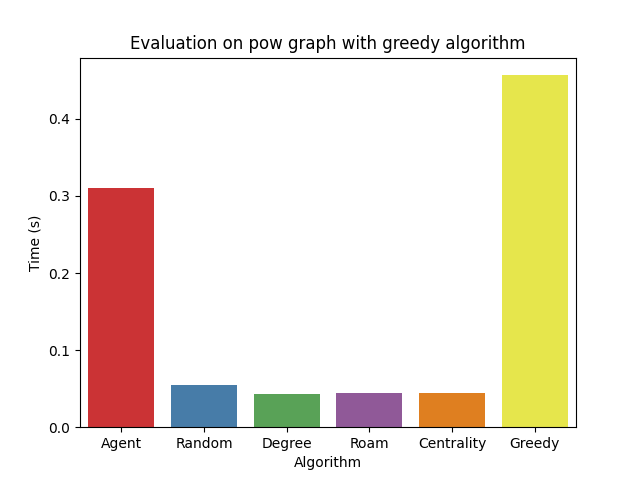 Evaluation on pow graph with greedy algorithm
0.4
0.3
0.2
0.1
0.0
Time (s)
Agent Random Degree Roam Centrality Greedy
Algorithm